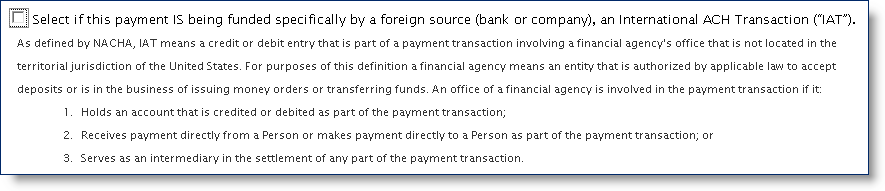 Select if this payment IS being funded specifically by a foreign source (bank or company), an International ACH Transaction (“IAT”).
As defined by NACHA, IAT means a credit or debit entry that is part of a payment transaction involving a financial agency's office that is not located in the
territorial jurisdiction of the United States. For purposes of this definition a financial agency means an entity that is authorized by applicable law to accept
deposits or is in the business of issuing money orders or transferring funds. An office of a financial agency is involved in the payment transaction if it:
1. Holds an account that is credited or debited as part of the payment transaction;
2. Receives payment directly from a Person or makes payment directly to a Person as part of the payment transaction; or
3. Serves as an intermediary in the settlement of any part of the payment transaction.